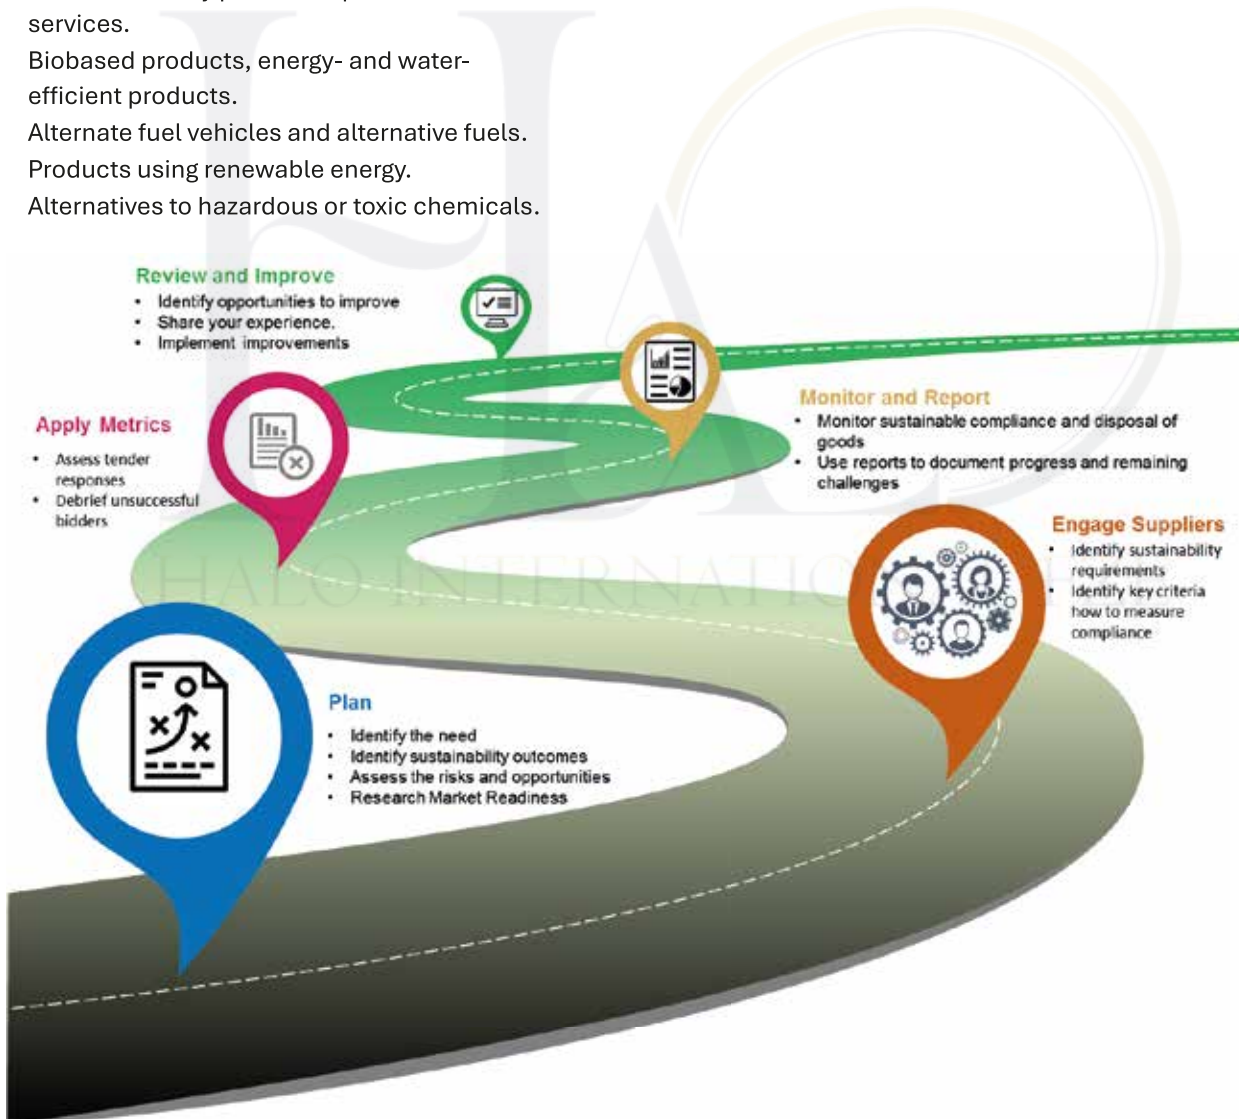 services.
Biobased products, energy- and water-
efficient products.
Alternate fuel vehicles and alternative fuels.
Products using renewable energy.
Alternatives to hazardous or toxic chemicals.
Review and Improve
• Identify opportunities to improve
• Share your experience.
• Implement improvements
Apply Metrics
• Assess tender
responses
• Debrief unsuccessful
bidders
Monitor and Report
• Monitor sustainable compliance and disposal of
goods
• Use reports to document progress and remaining
challenges
Engage Suppliers
• Identify sustainability
requirements
• Identify key criteria
how to measure
compliance
Plan
• Identify the need
• Identify sustainability outcomes
• Assess the risks and opportunities
• Research Market Readiness
HALO